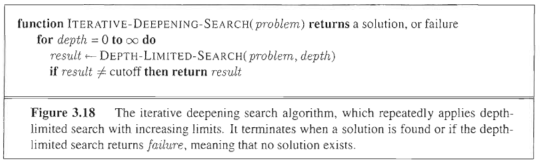 function ITERATIVE-DEEPENING-SEARCH(problem) returns a solution, or failure
for depth = 0 to ∞ do
result ← DEPTH-LIMITED-SEARCH(problem, depth)
if result ≠ cutoff then return result
Figure 3.18 The iterative deepening search algorithm, which repeatedly applies depth-
limited search with increasing limits. It terminates when a solution is found or if the depth-
limited search returns failure, meaning that no solution exists.